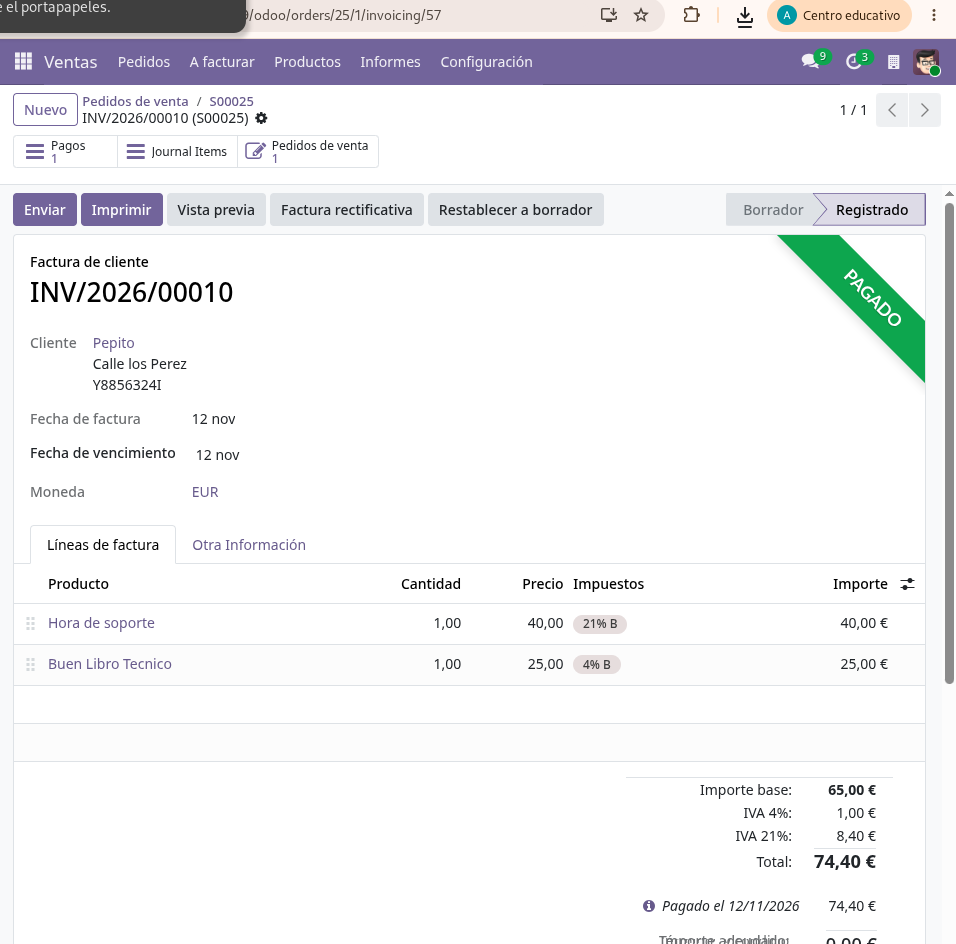 el portapapeles.
9/odoo/orders/25/1/invoicing/57
A Centro educativo
Ventas Pedidos A facturar Productos Informes Configuración 9 3
Nuevo
Pedidos de venta / S00025
INV/2026/00010 (S00025)
1 / 1
Pagos
1
Journal Items
Pedidos de venta
1
Enviar Imprimir Vista previa Factura rectificativa Restablecer a borrador Borrador Registrado
PAGADO
Factura de cliente
INV/2026/00010
Cliente Pepito
Calle los Perez
Y8856324I
Fecha de factura 12 nov
Fecha de vencimiento 12 nov
Moneda EUR
Líneas de factura Otra Información
Producto Cantidad Precio Impuestos Importe
Hora de soporte 1,00 40,00 21% B 40,00 €
Buen Libro Tecnico 1,00 25,00 4% B 25,00 €
Importe base: 65,00 €
IVA 4%: 1,00 €
IVA 21%: 8,40 €
Total: 74,40 €
Pagado el 12/11/2026 74,40 €
0,00 €